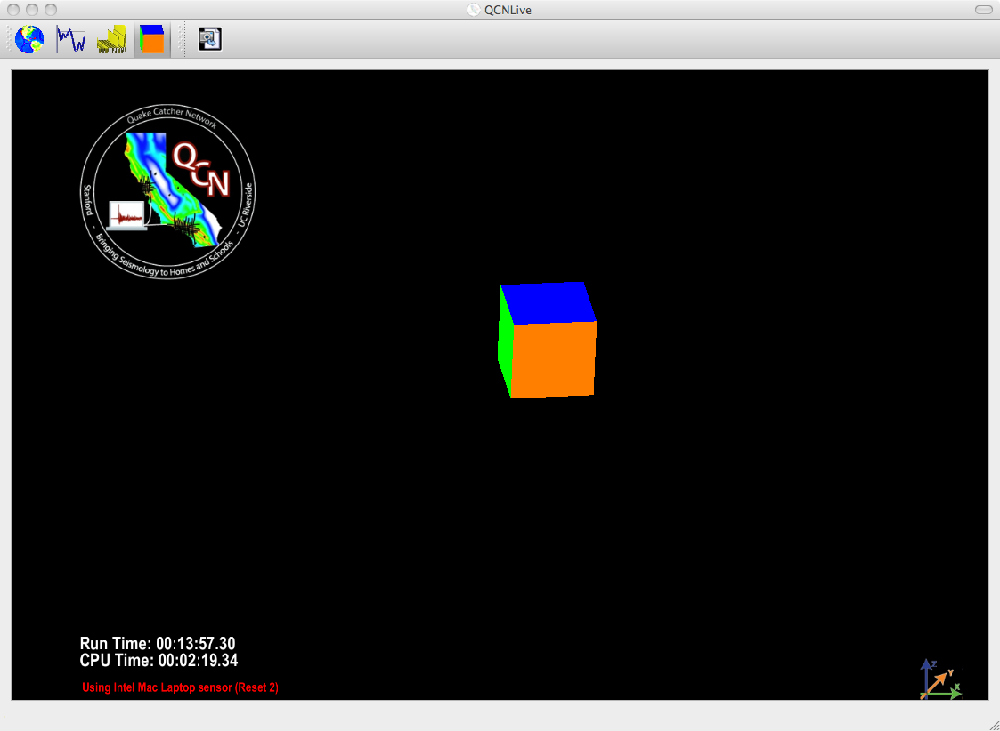 QCNLive
Quake Catcher Network
QCN
Stanford - Bringing Seismology to Homes and Schools - UC Riverside
Run Time: 00:13:57.30
CPU Time: 00:02:19.34
Using Intel Mac Laptop sensor (Reset 2)
Z
Y
X